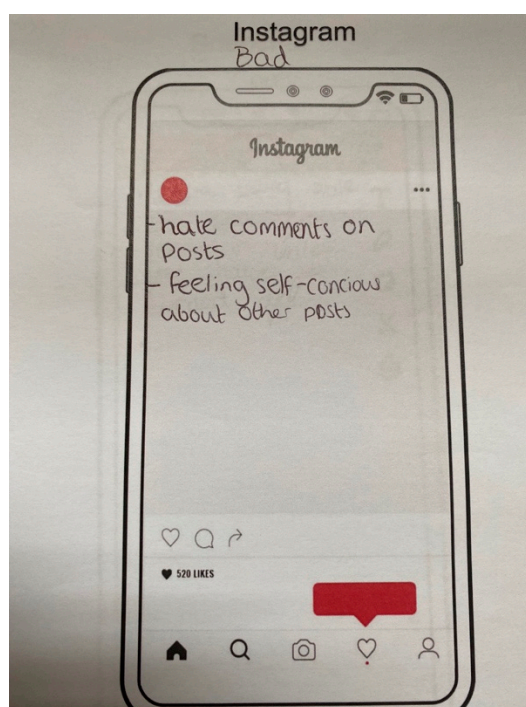 Instagram
Bad
Instagram
- hate comments on
posts
- feeling self-concious
about other posts
520 LIKES